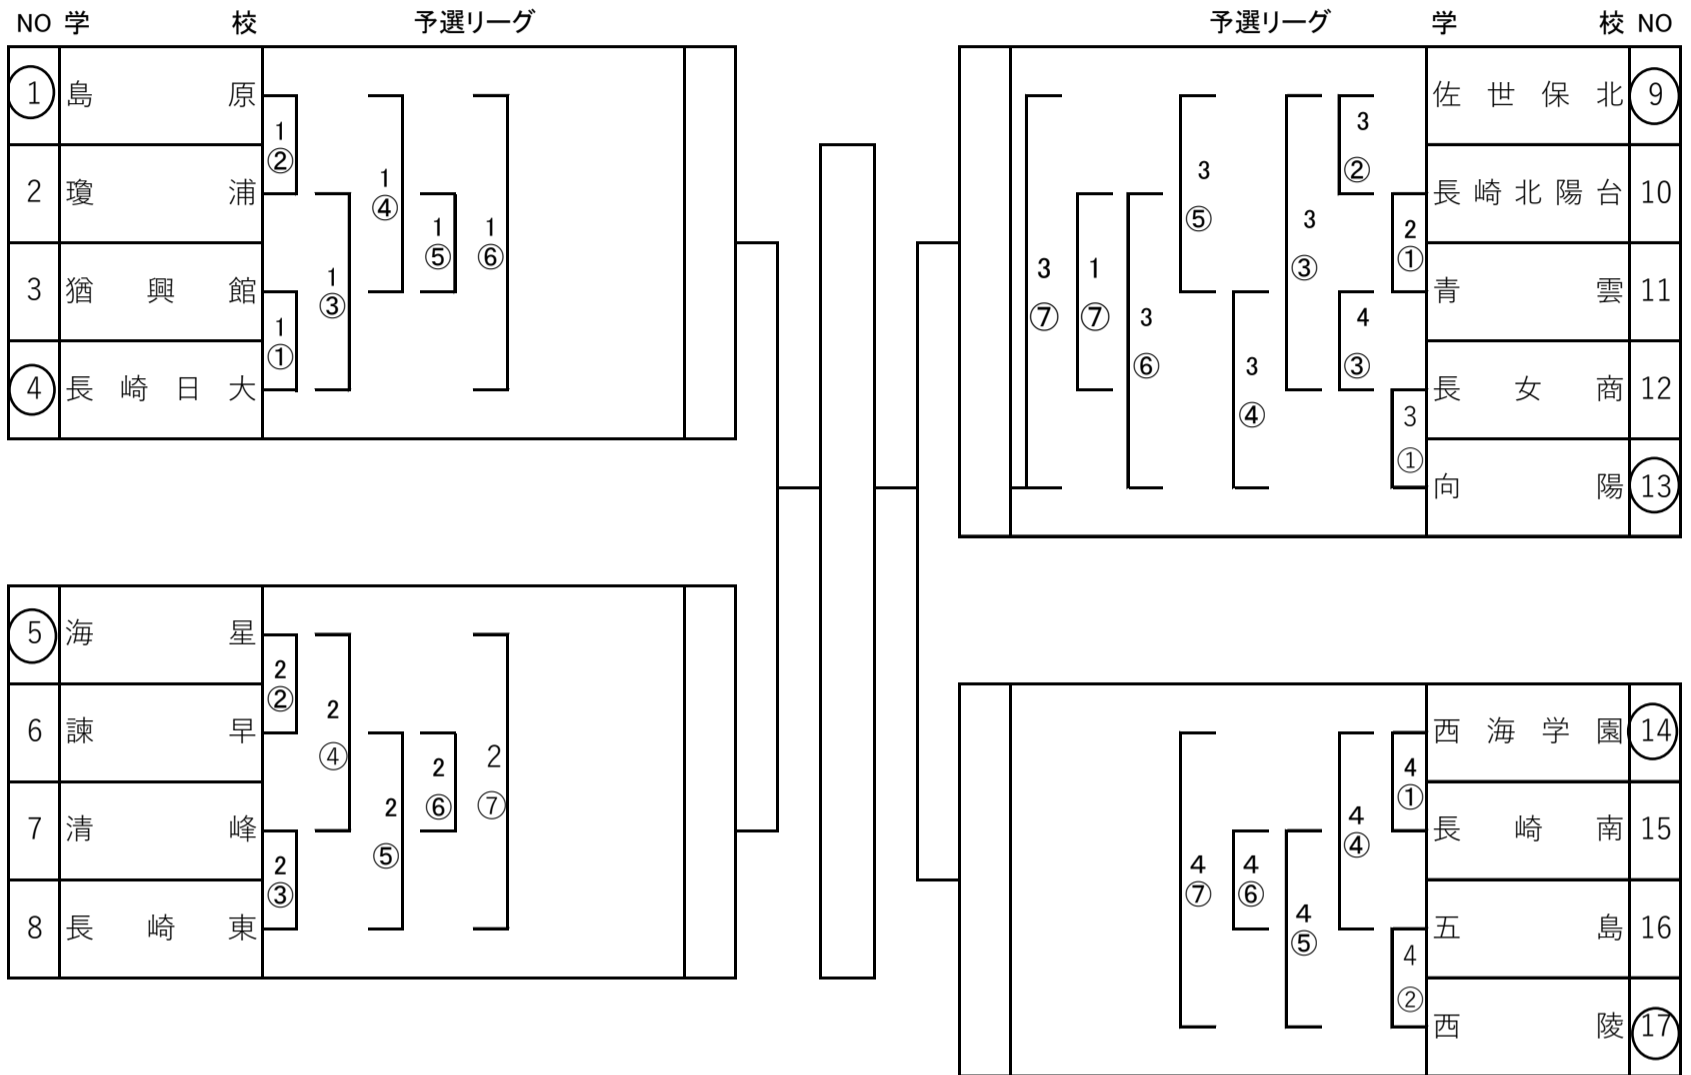 NO 学 校 予選リーグ
① 島 原
2 瓊 浦
3 猶 興 館
④ 長 崎 日 大
1 ②
1 ①
1 ③
1 ④
1 ⑤
1 ⑥
⑤ 海 星
6 諫 早
7 清 峰
8 長 崎 東
2 ②
2 ③
2 ④
2 ⑤
2 ⑥
2 ⑦
予選リーグ 学 校 NO
佐 世 保 北 ⑨
長 崎 北 陽 台 10
青 雲 11
長 女 商 12
向 陽 ⑬
3 ⑦
1 ⑦
3 ⑥
3 ⑤
3 ④
3 ③
3 ②
4 ③
2 ①
3 ①
西 海 学 園 ⑭
長 崎 南 15
五 島 16
西 陵 ⑰
4 ⑦
4 ⑥
4 ⑤
4 ④
4 ①
4 ②